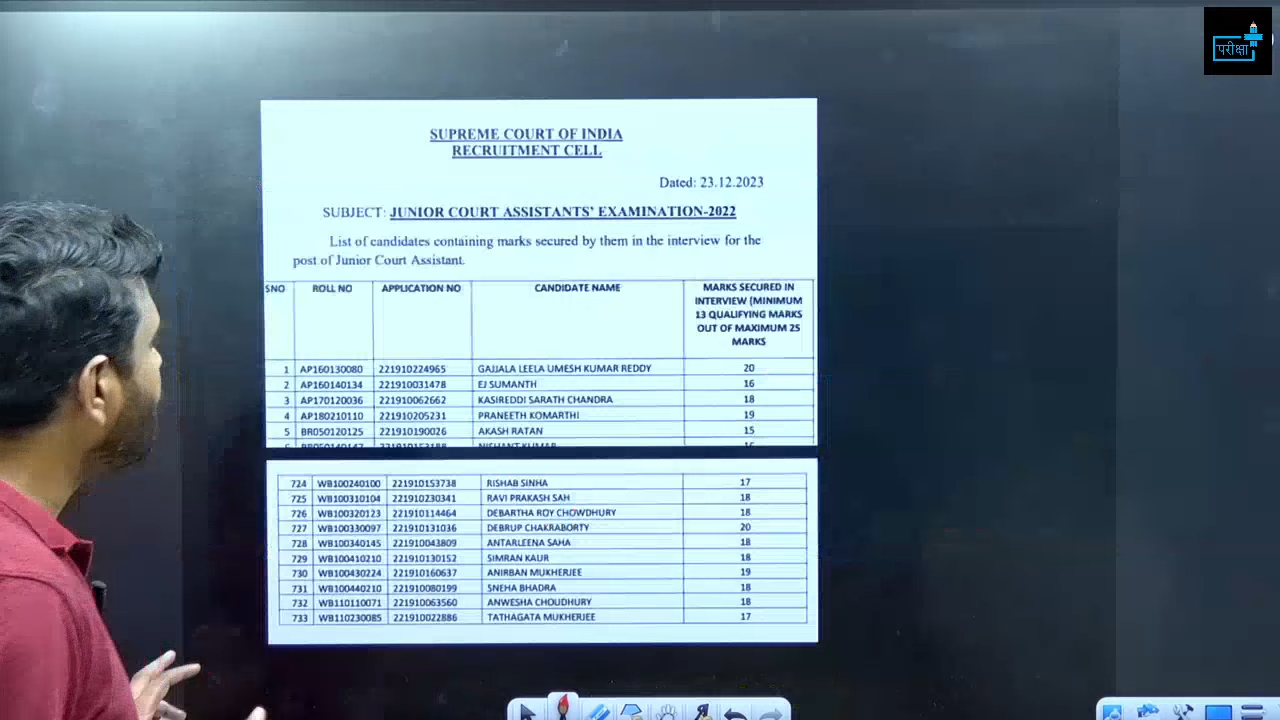 परीक्षा
SUPREME COURT OF INDIA
RECRUITMENT CELL
Dated: 23.12.2023
SUBJECT: JUNIOR COURT ASSISTANTS' EXAMINATION-2022
List of candidates containing marks secured by them in the interview for the
post of Junior Court Assistant.
SNO ROLL NO APPLICATION NO CANDIDATE NAME MARKS SECURED IN
INTERVIEW (MINIMUM
13 QUALIFYING MARKS
OUT OF MAXIMUM 25
MARKS
1 AP160130080 221910224965 GAJJALA LEELA UMESH KUMAR REDDY 20
2 AP160140134 221910031478 EJ SUMANTH 16
3 AP170120036 221910062662 KASIREDDI SARATH CHANDRA 18
4 AP180210110 221910205231 PRANEETH KOMARTHI 19
5 BR050120125 221910190026 AKASH RATAN 15
724 WB100240100 221910153738 RISHAB SINHA 17
725 WB100310104 221910230341 RAVI PRAKASH SAH 18
726 WB100320123 221910114464 DEBARTHA ROY CHOWDHURY 18
727 WB100330097 221910131036 DEBRUP CHAKRABORTY 20
728 WB100340145 221910043809 ANTARLEENA SAHA 18
729 WB100410210 221910130152 SIMRAN KAUR 18
730 WB100430224 221910160637 ANIRBAN MUKHERJEE 19
731 WB100440210 221910080199 SNEHA BHADRA 18
732 WB110110071 221910063560 ANWESHA CHOUDHURY 18
733 WB110230085 221910022886 TATHAGATA MUKHERJEE 17